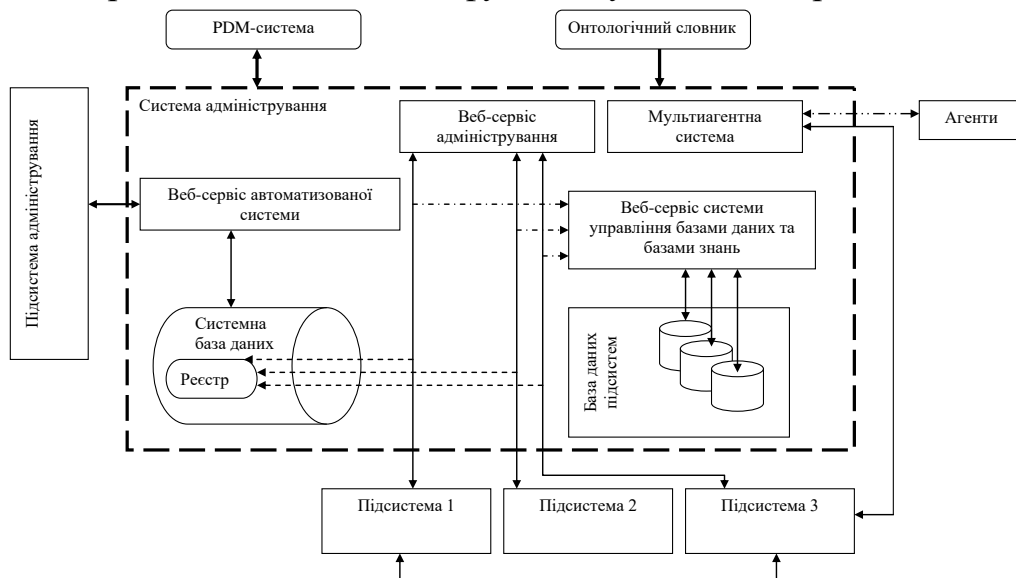 PDM-система
Онтологічний словник
Система адміністрування
Підсистема адміністрування
Веб-сервіс
адміністрування
Мультиагентна
система
Агенти
Веб-сервіс автоматизованої
системи
Веб-сервіс системи
управління базами даних та
базами знань
Системна
база даних
Реєстр
База даних
підсистем
Підсистема 1
Підсистема 2
Підсистема 3